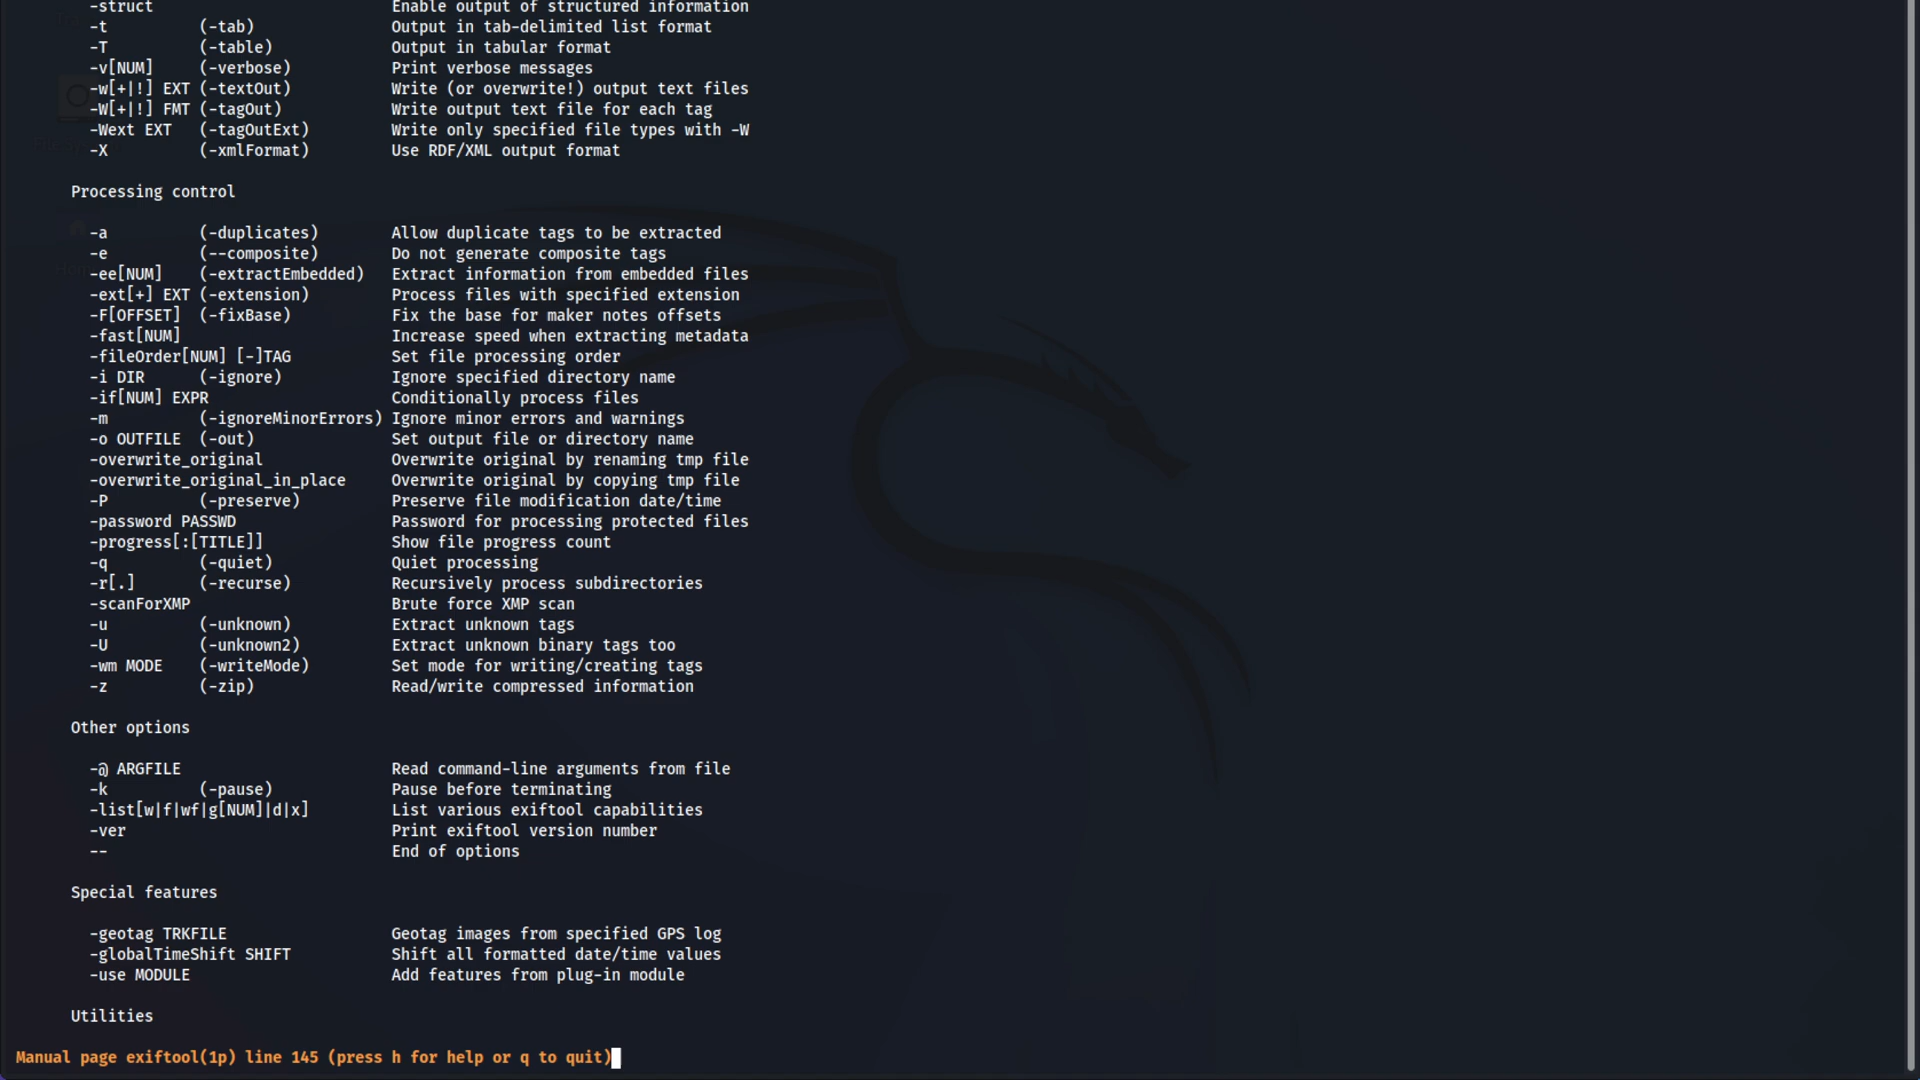 -struct                          Enable output of structured information
-t          (-tab)               Output in tab-delimited list format
-T          (-table)             Output in tabular format
-v[NUM]     (-verbose)           Print verbose messages
-w[+|!] EXT (-textOut)           Write (or overwrite!) output text files
-W[+|!] FMT (-tagOut)            Write output text file for each tag
-Wext EXT   (-tagOutExt)         Write only specified file types with -W
-X          (-xmlFormat)         Use RDF/XML output format
Processing control
-a          (-duplicates)        Allow duplicate tags to be extracted
-e          (--composite)        Do not generate composite tags
-ee[NUM]    (-extractEmbedded)   Extract information from embedded files
-ext[+] EXT (-extension)         Process files with specified extension
-F[OFFSET]  (-fixBase)           Fix the base for maker notes offsets
-fast[NUM]                       Increase speed when extracting metadata
-fileOrder[NUM] [-]TAG           Set file processing order
-i DIR      (-ignore)            Ignore specified directory name
-if[NUM] EXPR                    Conditionally process files
-m          (-ignoreMinorErrors) Ignore minor errors and warnings
-o OUTFILE  (-out)               Set output file or directory name
-overwrite_original              Overwrite original by renaming tmp file
-overwrite_original_in_place     Overwrite original by copying tmp file
-P          (-preserve)          Preserve file modification date/time
-password PASSWD                 Password for processing protected files
-progress[:[TITLE]]              Show file progress count
-q          (-quiet)             Quiet processing
-r[.]       (-recurse)           Recursively process subdirectories
-scanForXMP                      Brute force XMP scan
-u          (-unknown)           Extract unknown tags
-U          (-unknown2)          Extract unknown binary tags too
-wm MODE    (-writeMode)         Set mode for writing/creating tags
-z          (-zip)               Read/write compressed information
Other options
-@ ARGFILE                       Read command-line arguments from file
-k          (-pause)             Pause before terminating
-list[w|f|wf|g[NUM]|d|x]         List various exiftool capabilities
-ver                             Print exiftool version number
--                               End of options
Special features
-geotag TRKFILE                  Geotag images from specified GPS log
-globalTimeShift SHIFT           Shift all formatted date/time values
-use MODULE                      Add features from plug-in module
Utilities
Manual page exiftool(1p) line 145 (press h for help or q to quit)